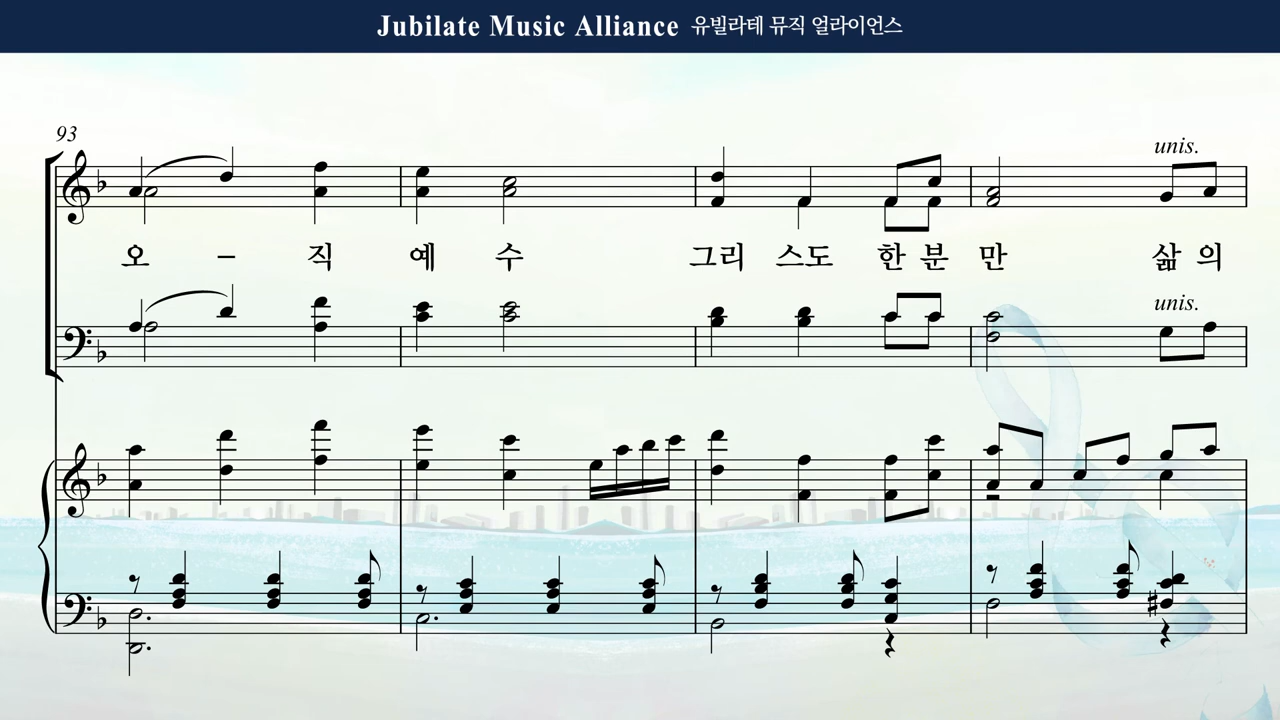 Jubilate Music Alliance 유빌라테 뮤직 얼라이언스
93
unis.
오 – 직 예 수 그리 스도 한 분 만 삶 의
unis.